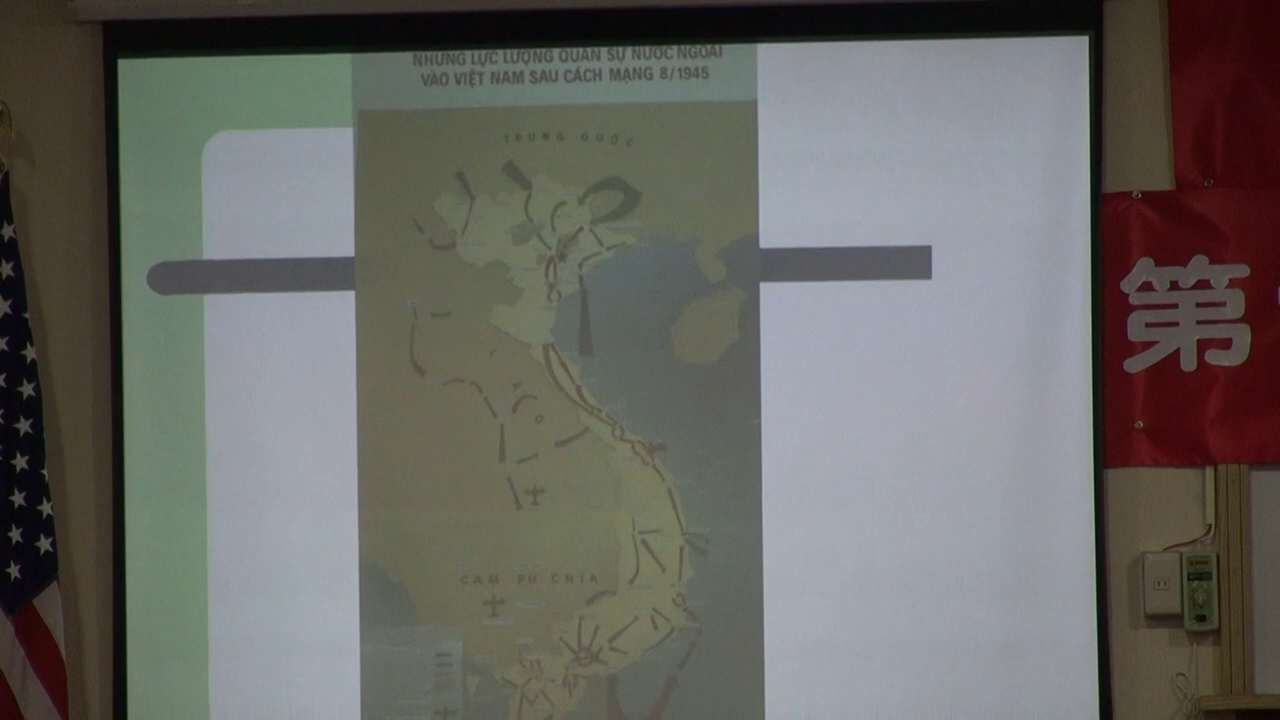 NHỮNG LỰC LƯỢNG QUÂN SỰ NƯỚC NGOÀI
VÀO VIỆT NAM SAU CÁCH MẠNG 8/1945
TRUNG QUỐC
第
CAM PU CHIA